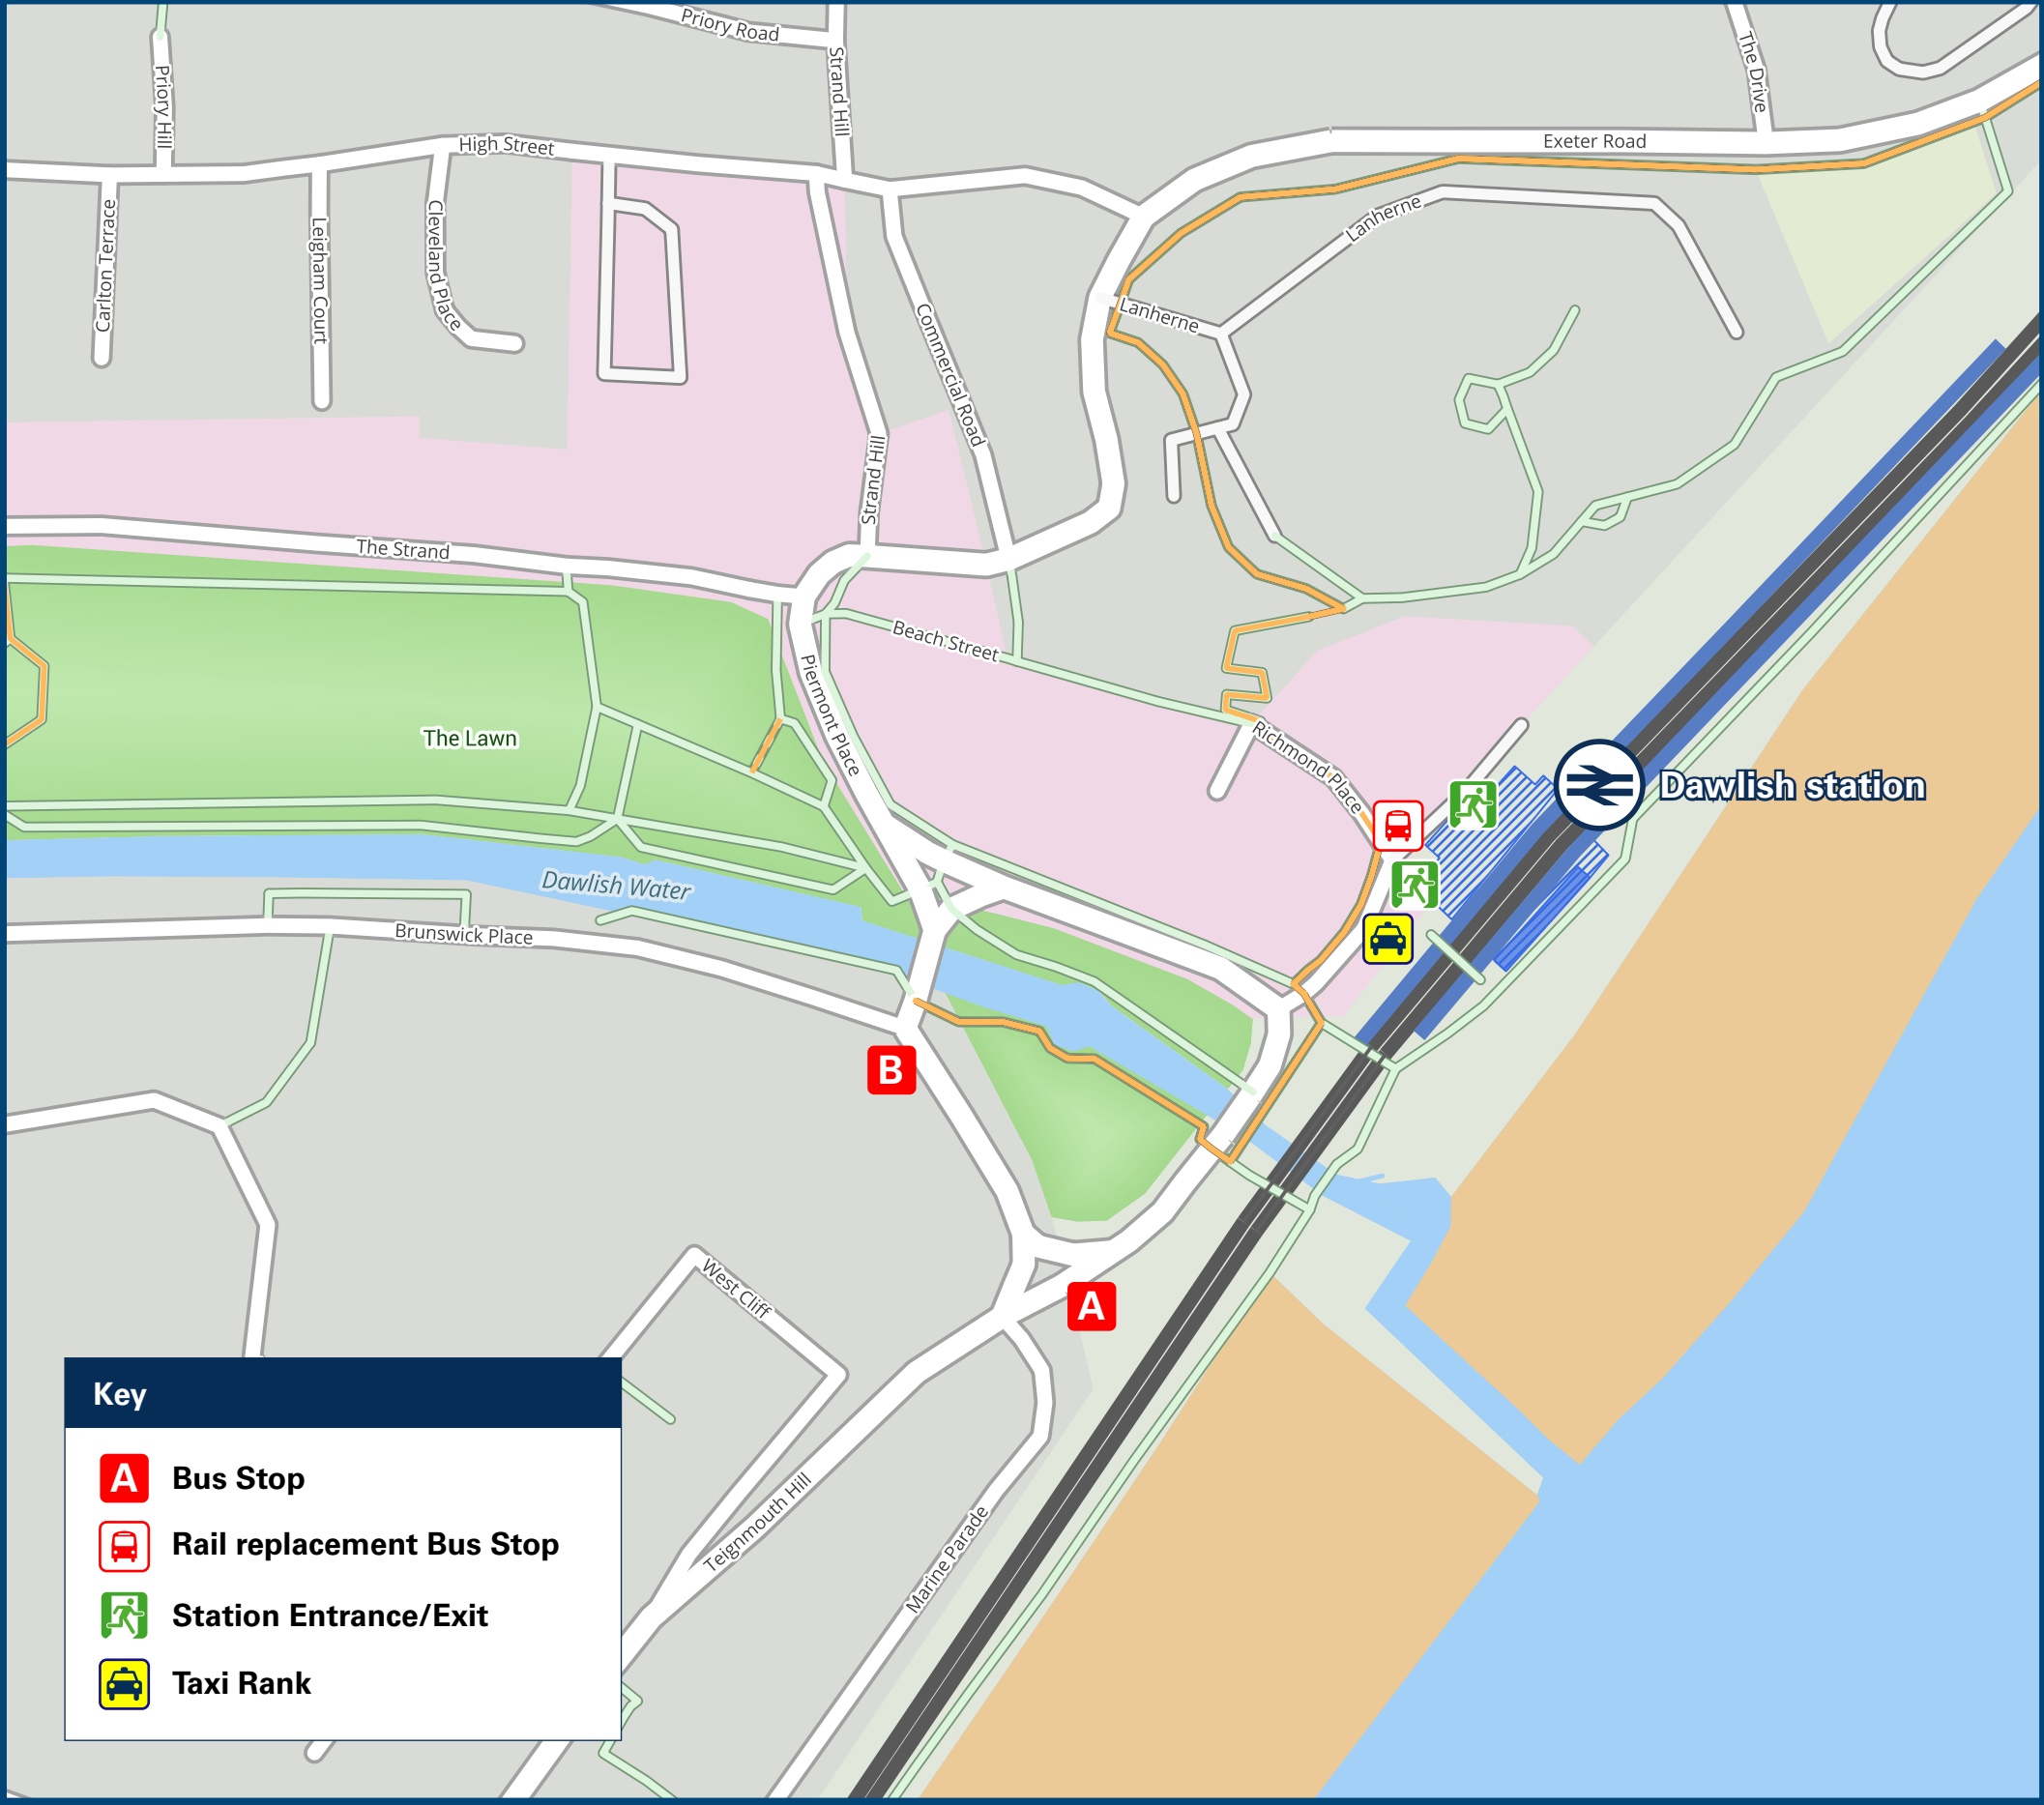 Priory Road
Strand Hill
The Drive
Priory Hill
High Street
Exeter Road
Carlton Terrace
Leigham Court
Cleveland Place
Lanherne
Lanherne
Commercial Road
Strand Hill
The Strand
Beach Street
Piermont Place
The Lawn
Richmond Place
Dawlish station
Dawlish Water
Brunswick Place
B
A
West Cliff
Teignmouth Hill
Marine Parade
Key
A Bus Stop
Rail replacement Bus Stop
Station Entrance/Exit
Taxi Rank